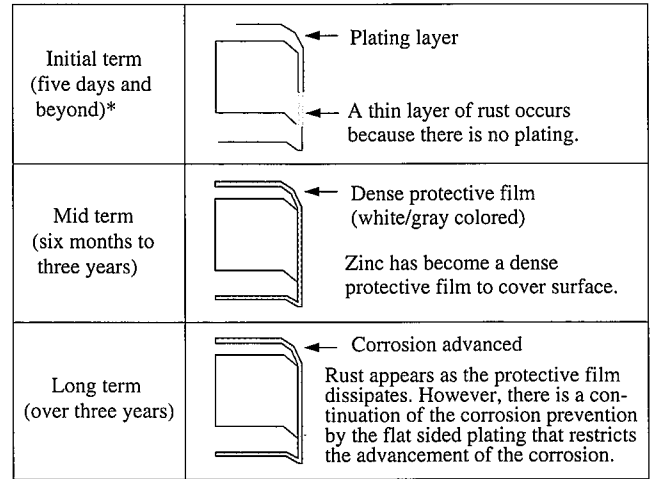 Initial term
(five days and
beyond)*
Plating layer
A thin layer of rust occurs
because there is no plating.
Mid term
(six months to
three years)
Dense protective film
(white/gray colored)
Zinc has become a dense
protective film to cover surface.
Long term
(over three years)
Corrosion advanced
Rust appears as the protective film
dissipates. However, there is a con-
tinuation of the corrosion prevention
by the flat sided plating that restricts
the advancement of the corrosion.